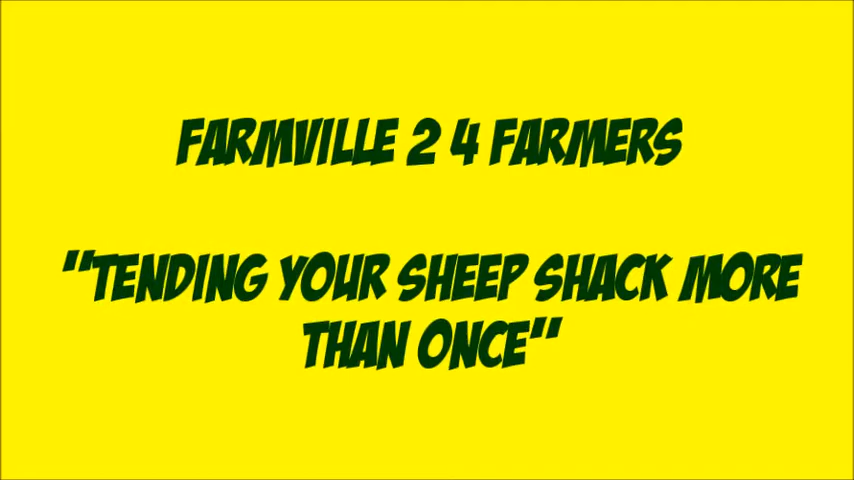 FARMVILLE 2 4 FARMERS
"TENDING YOUR SHEEP SHACK MORE
THAN ONCE"